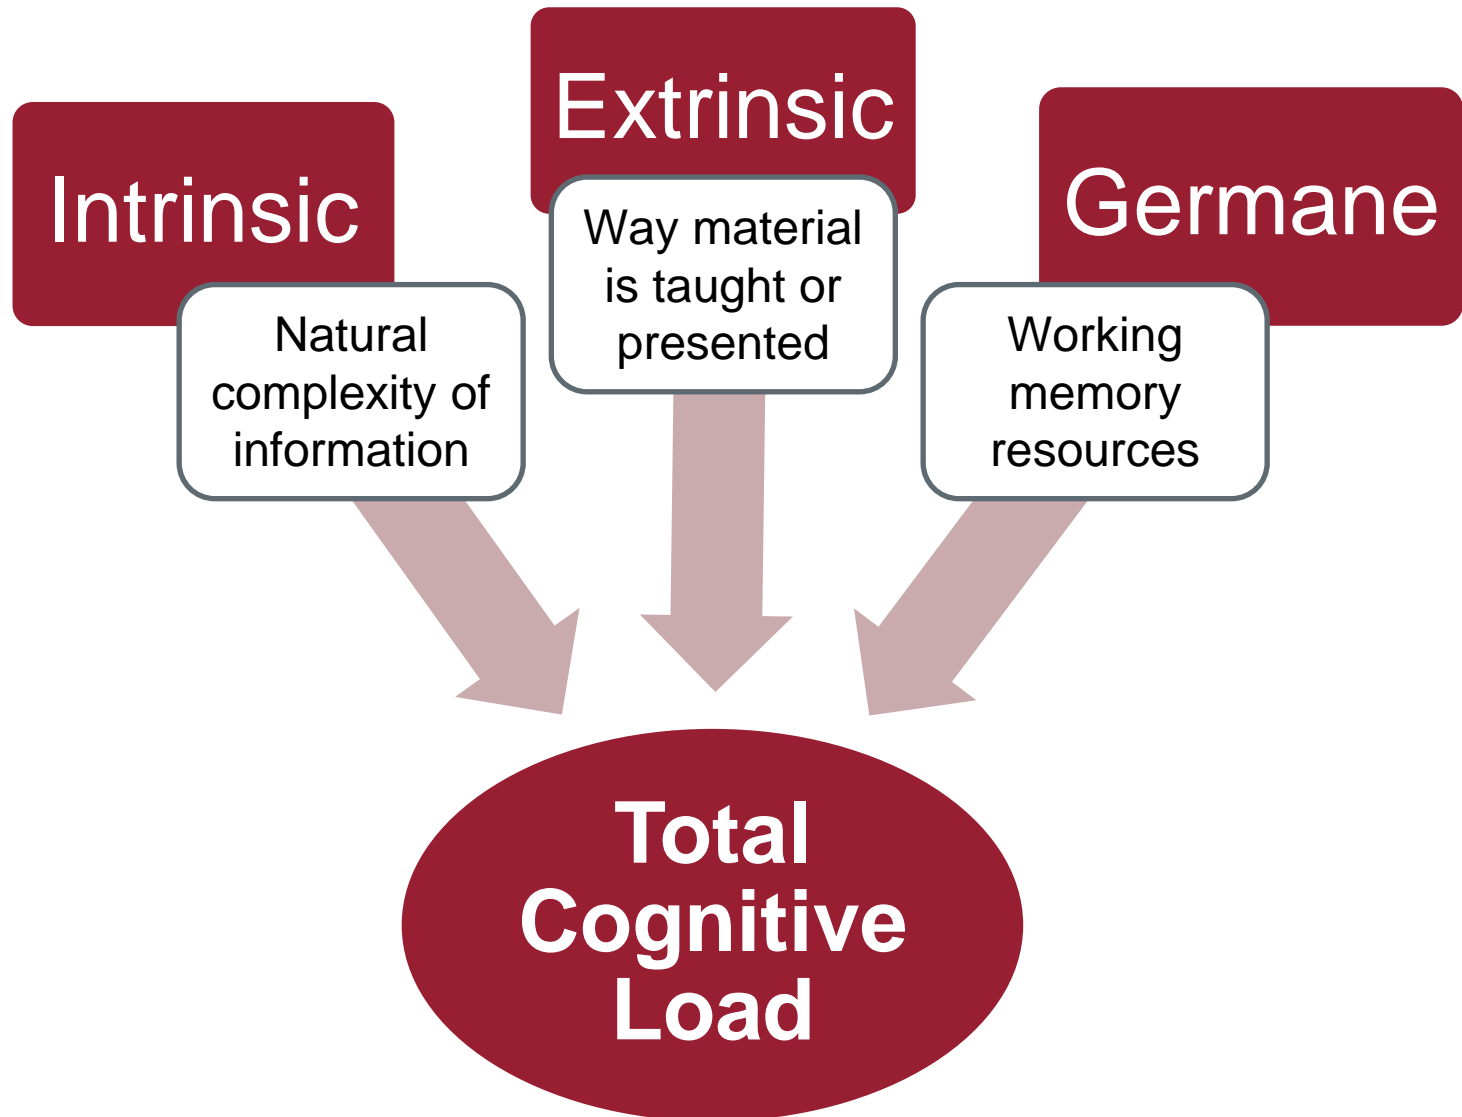 Intrinsic
Natural
complexity of
information
Extrinsic
Way material
is taught or
presented
Germane
Working
memory
resources
Total
Cognitive
Load